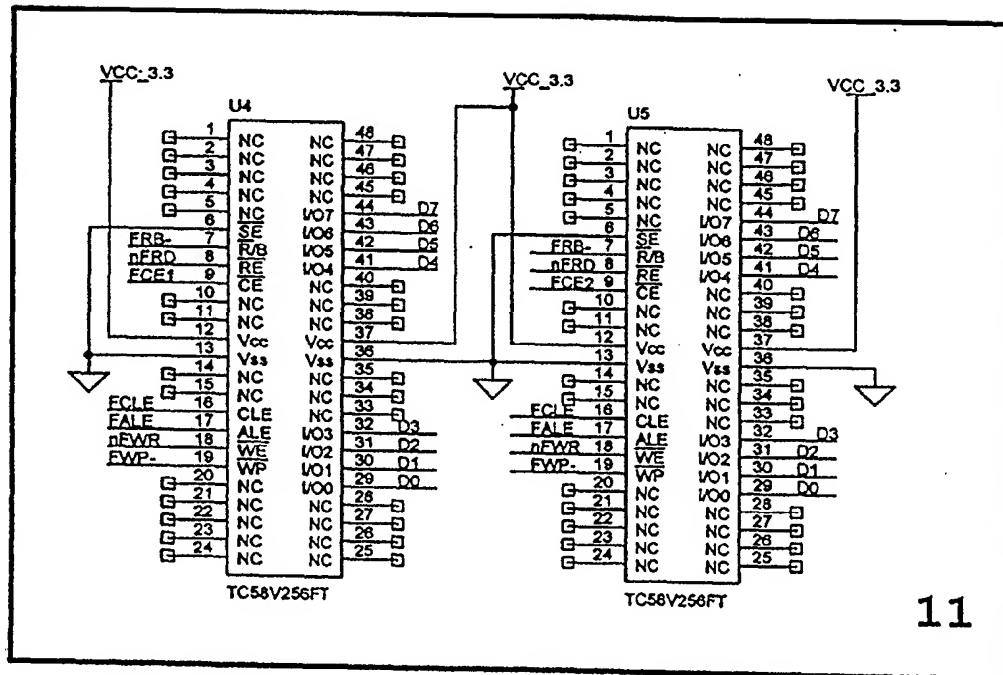 VCC_3.3
U4
1 NC NC 48
2 NC NC 47
3 NC NC 46
4 NC NC 45
5 NC I/O7 44 D7
6 SE I/O6 43 D6
FRB- 7 R/B I/O5 42 D5
nFRD 8 RE I/O4 41 D4
FCE1 9 CE NC 40
10 NC NC 39
11 NC NC 38
12 Vcc Vcc 37
13 Vss Vss 36
14 NC NC 35
15 NC NC 34
FCLE 16 CLE NC 33
FALE 17 ALE I/O3 32 D3
nFWR 18 WE I/O2 31 D2
FWP- 19 WP I/O1 30 D1
20 NC I/O0 29 D0
21 NC NC 28
22 NC NC 27
23 NC NC 26
24 NC NC 25
TC58V256FT
VCC_3.3
VCC_3.3
U5
1 NC NC 48
2 NC NC 47
3 NC NC 46
4 NC NC 45
5 NC I/O7 44 D7
6 SE I/O6 43 D6
FRB- 7 R/B I/O5 42 D5
nFRD 8 RE I/O4 41 D4
FCE2 9 CE NC 40
10 NC NC 39
11 NC NC 38
12 Vcc Vcc 37
13 Vss Vss 36
14 NC NC 35
15 NC NC 34
FCLE 16 CLE NC 33
FALE 17 ALE I/O3 32 D3
nFWR 18 WE I/O2 31 D2
FWP- 19 WP I/O1 30 D1
20 NC I/O0 29 D0
21 NC NC 28
22 NC NC 27
23 NC NC 26
24 NC NC 25
TC58V256FT
11